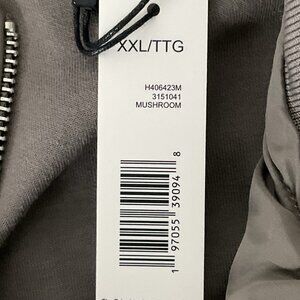 XXL/TTG
H406423M
3151041
MUSHROOM
1 97055 39094 8